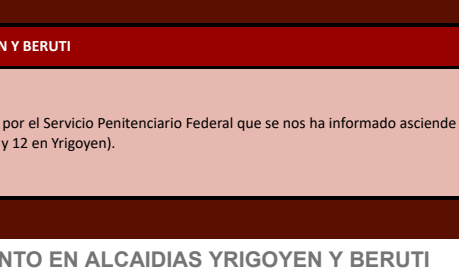 N Y BERUTI
por el Servicio Penitenciario Federal que se nos ha informado asciende
y 12 en Yrigoyen).
NTO EN ALCAIDIAS YRIGOYEN Y BERUTI